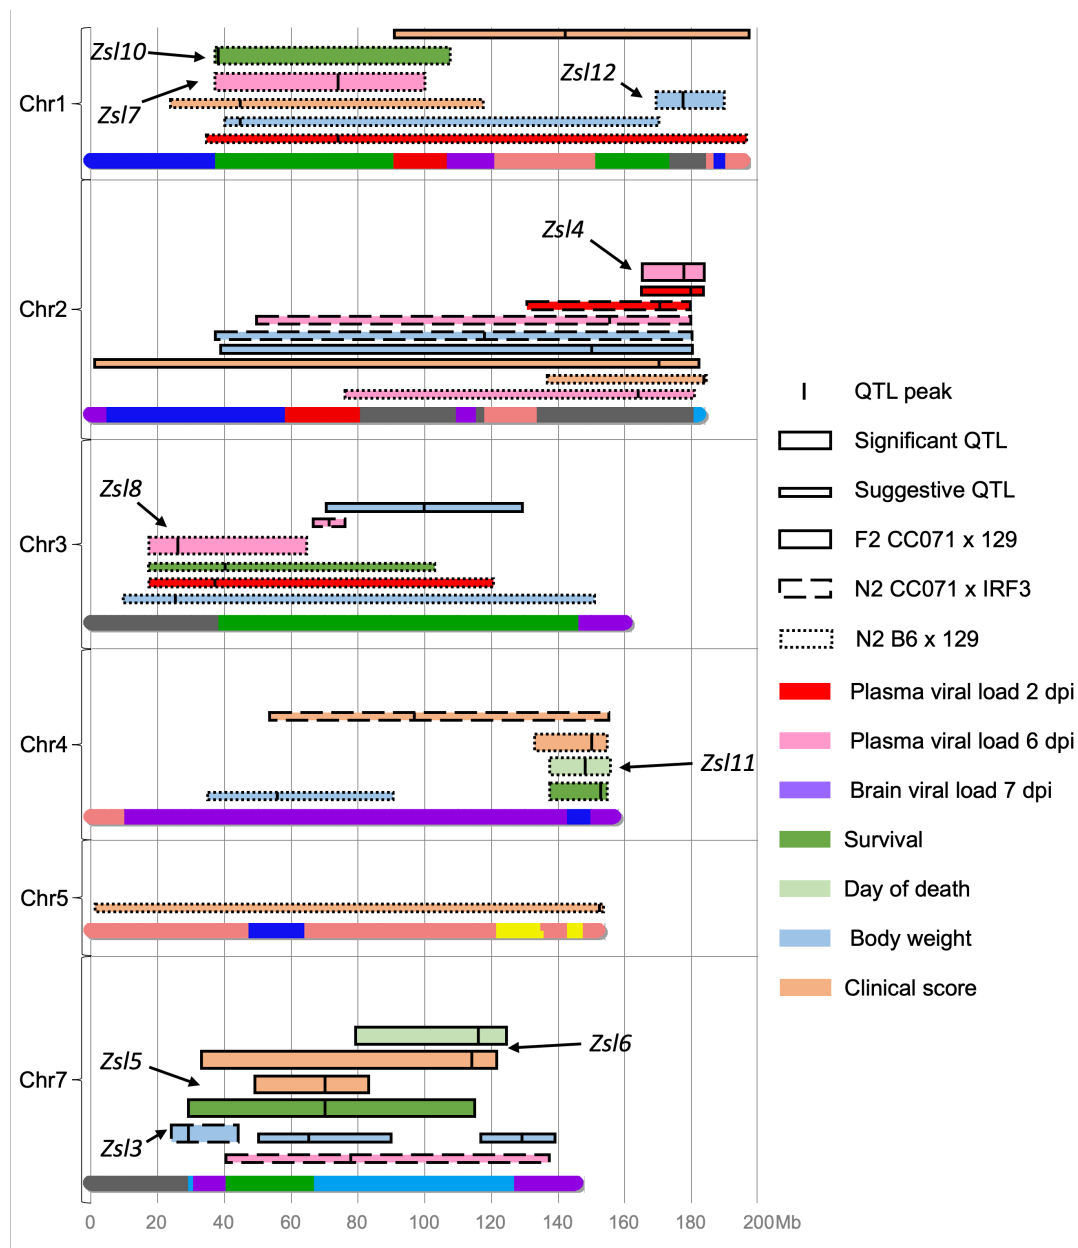 Zsl10
Zsl12
Chr1
Zsl7
Zsl4
Chr2
QTL peak
Significant QTL
Zsl8
Suggestive QTL
Chr3
F2 CC071 x 129
N2 CC071 x IRF3
N2 B6 x 129
Plasma viral load 2 dpi
Chr4
Plasma viral load 6 dpi
Zsl11
Brain viral load 7 dpi
Survival
Chr5
Day of death
Body weight
Clinical score
Zsl6
Zsl5
Chr7
Zsl3
0 20 40 60 80 100 120 140 160 180 200Mb